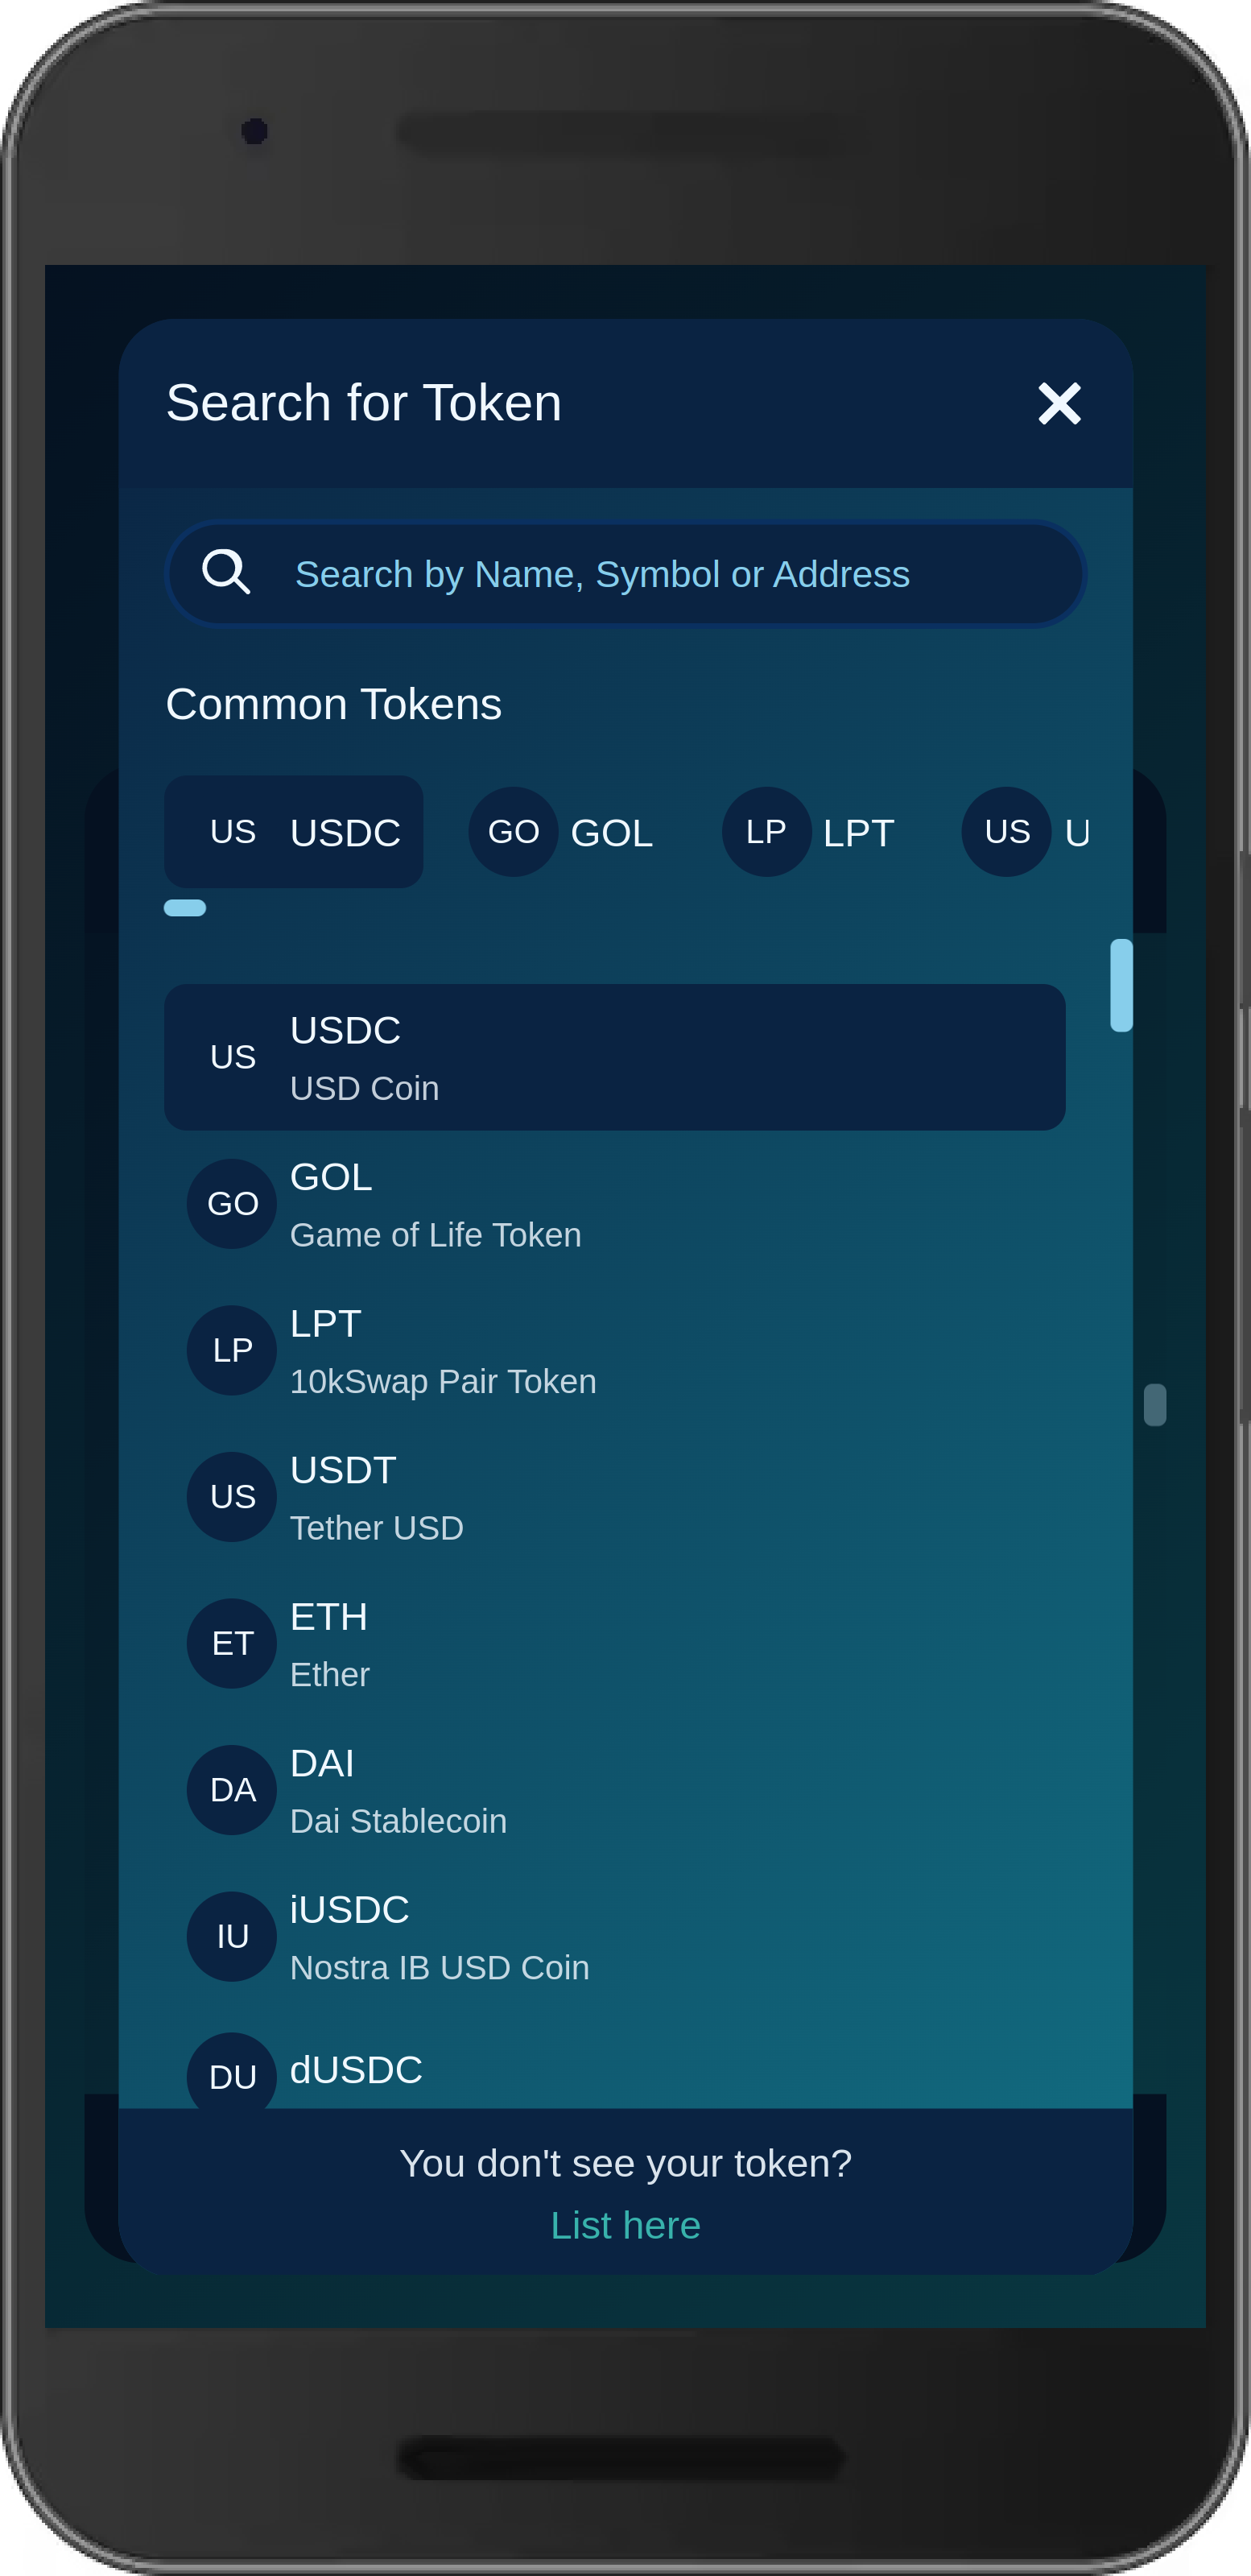 Search for Token
Search by Name, Symbol or Address
Common Tokens
US USDC GO GOL LP LPT US U
USDC
US
USD Coin
GOL
GO
Game of Life Token
LPT
LP
10kSwap Pair Token
USDT
US
Tether USD
ETH
ET
Ether
DAI
DA
Dai Stablecoin
iUSDC
IU
Nostra IB USD Coin
DU dUSDC
You don't see your token?
List here